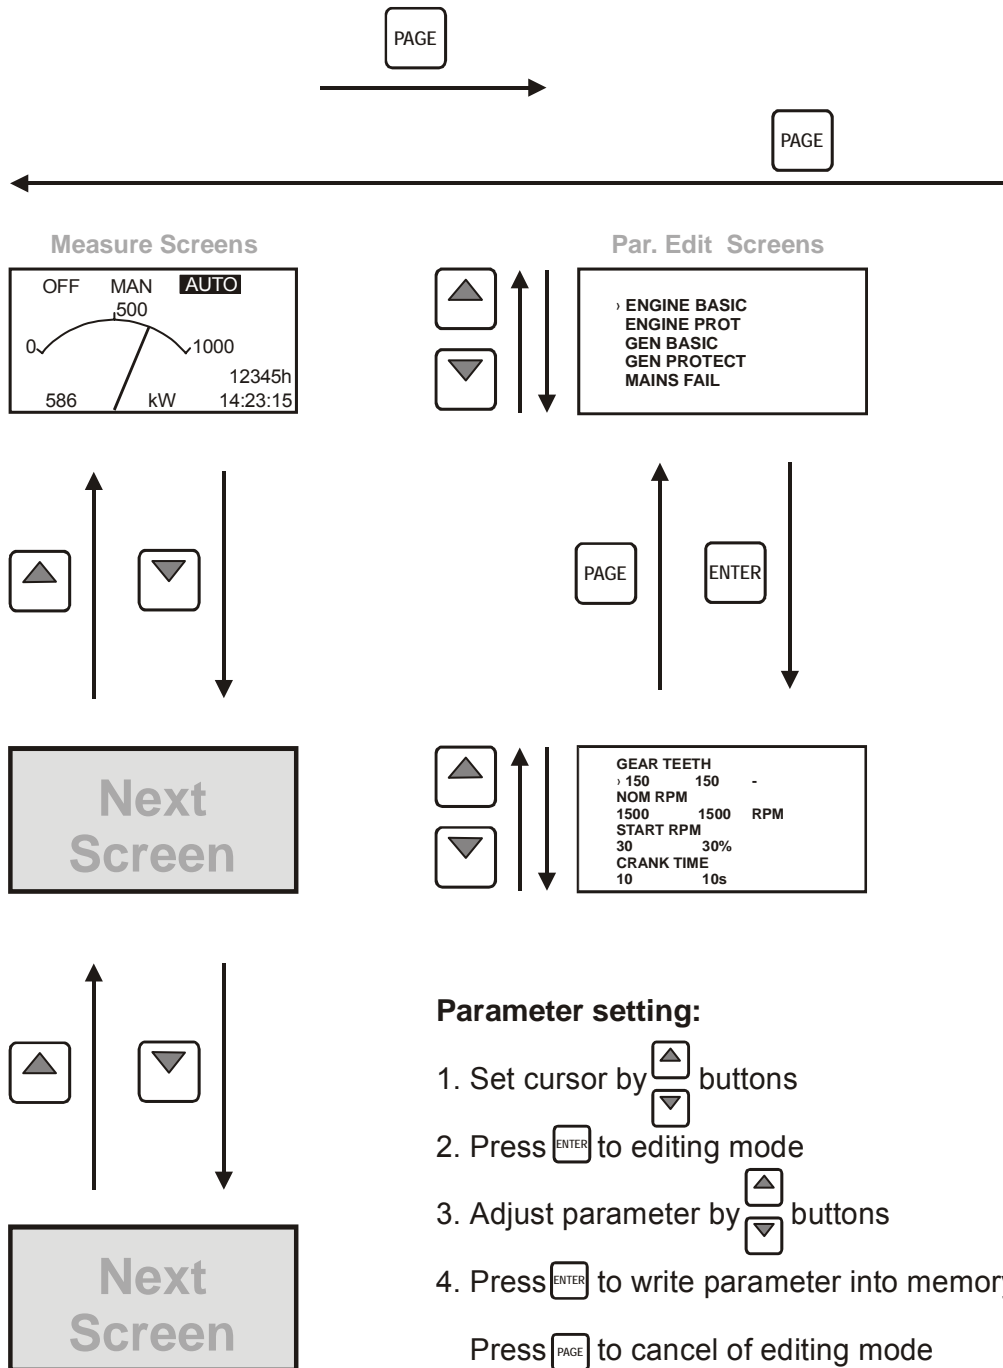 PAGE
PAGE
Measure Screens
OFF MAN AUTO
500
0 1000
12345h
586 kW 14:23:15
Par. Edit Screens
› ENGINE BASIC
ENGINE PROT
GEN BASIC
GEN PROTECT
MAINS FAIL
PAGE
ENTER
Next
Screen
GEAR TEETH
› 150 150 -
NOM RPM
1500 1500 RPM
START RPM
30 30%
CRANK TIME
10 10s
Next
Screen
Parameter setting:
1. Set cursor by buttons
2. Press ENTER to editing mode
3. Adjust parameter by buttons
4. Press ENTER to write parameter into memory
Press PAGE to cancel of editing mode